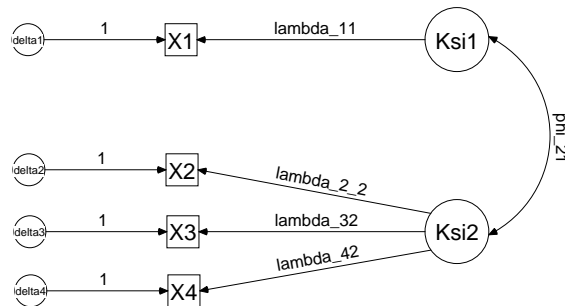 delta1 1 X1 lambda_11 Ksi1
phi_21
delta2 1 X2 lambda_2_2
delta3 1 X3 lambda_32 Ksi2
delta4 1 X4 lambda_42